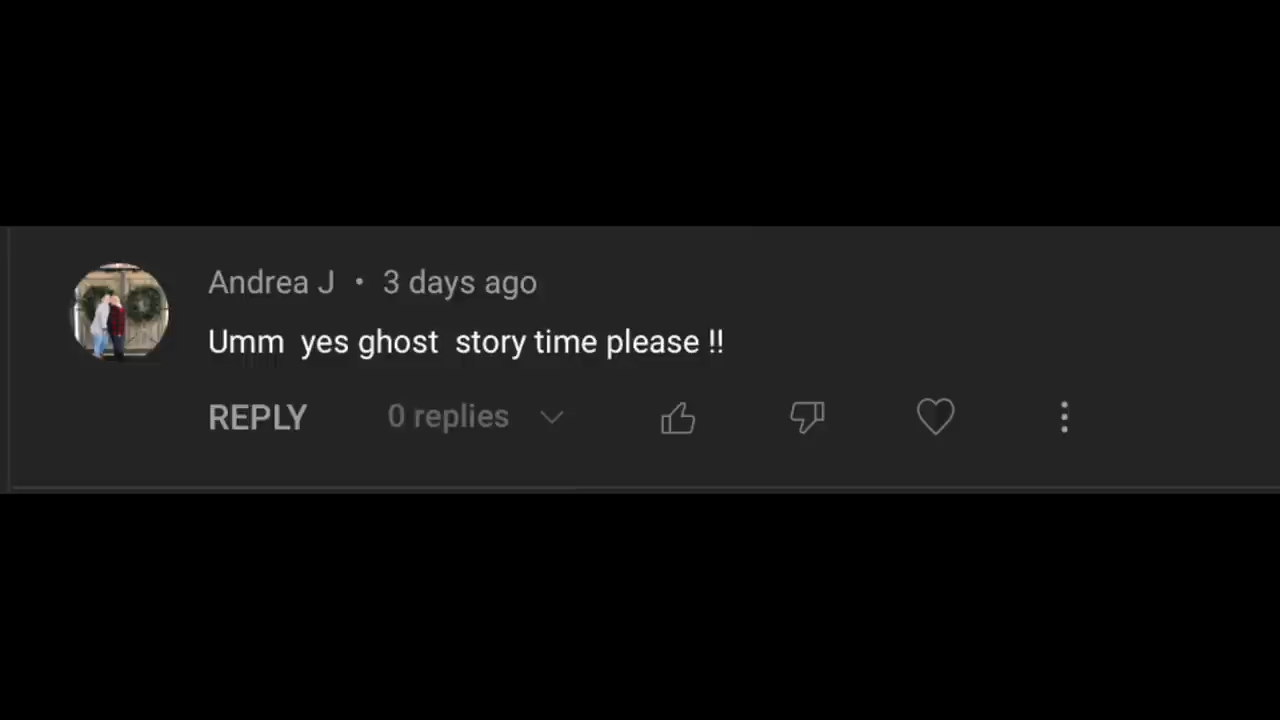 Andrea J • 3 days ago
Umm  yes ghost  story time please !!
REPLY 0 replies